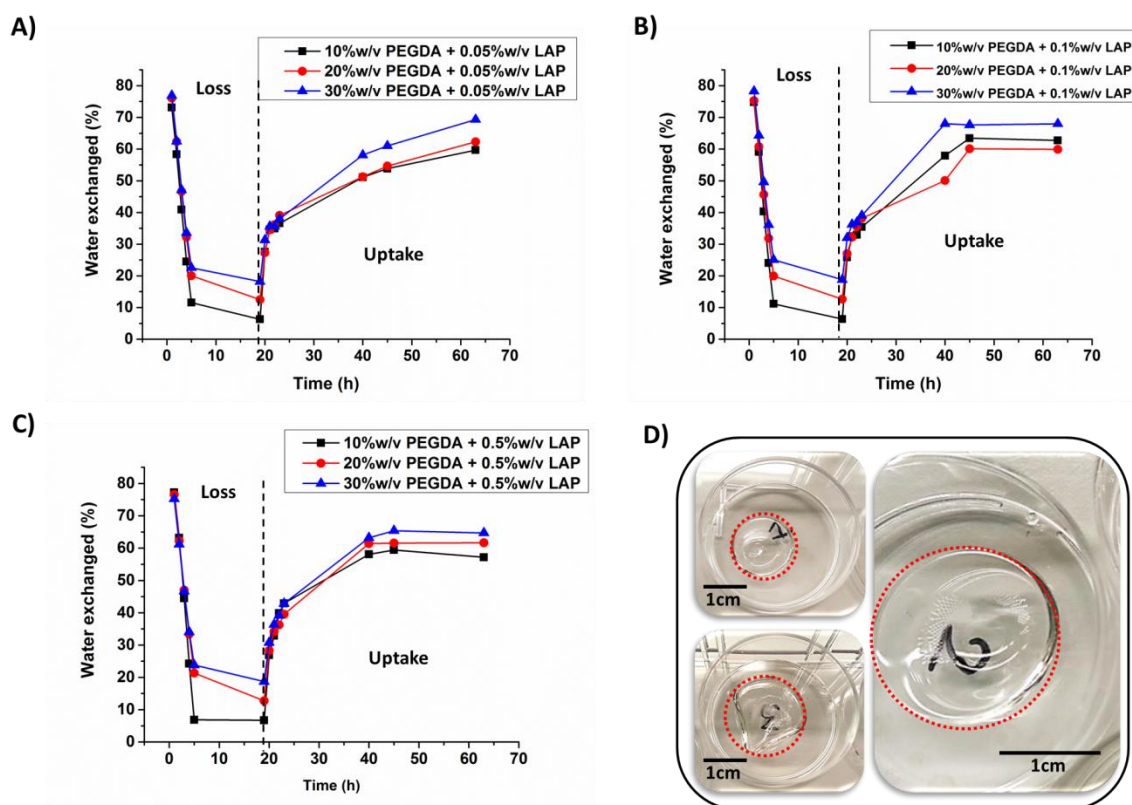 A)
10%w/v PEGDA + 0.05%w/v LAP
20%w/v PEGDA + 0.05%w/v LAP
30%w/v PEGDA + 0.05%w/v LAP
Loss
Uptake
Water exchanged (%)
80
70
60
50
40
30
20
10
0
0 10 20 30 40 50 60 70
Time (h)
B)
10%w/v PEGDA + 0.1%w/v LAP
20%w/v PEGDA + 0.1%w/v LAP
30%w/v PEGDA + 0.1%w/v LAP
Loss
Uptake
Water exchanged (%)
80
70
60
50
40
30
20
10
0
0 10 20 30 40 50 60 70
Time (h)
C)
10%w/v PEGDA + 0.5%w/v LAP
20%w/v PEGDA + 0.5%w/v LAP
30%w/v PEGDA + 0.5%w/v LAP
Loss
Uptake
Water exchanged (%)
80
70
60
50
40
30
20
10
0
0 10 20 30 40 50 60 70
Time (h)
D)
1cm
1cm
1cm